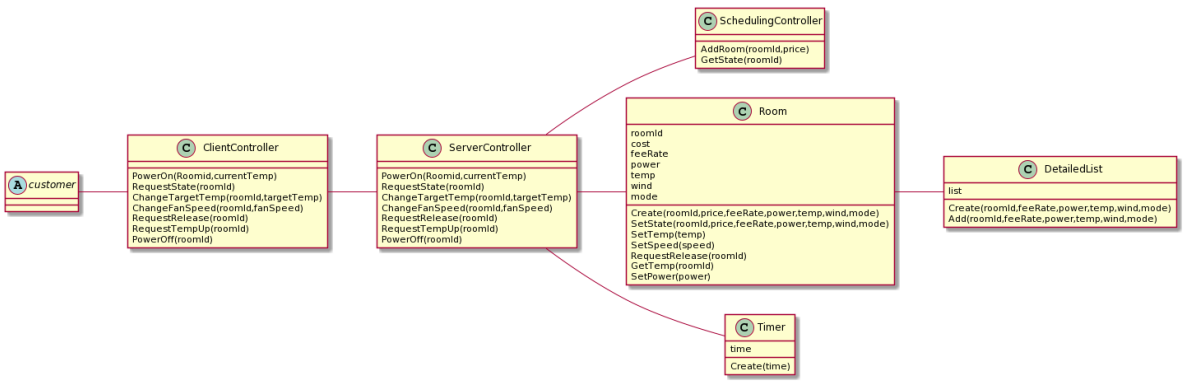 A customer
C ClientController
PowerOn(Roomid,currentTemp)
RequestState(roomId)
ChangeTargetTemp(roomId,targetTemp)
ChangeFanSpeed(roomId,fanSpeed)
RequestRelease(roomId)
RequestTempUp(roomId)
PowerOff(roomId)
C ServerController
PowerOn(Roomid,currentTemp)
RequestState(roomId)
ChangeTargetTemp(roomId,targetTemp)
ChangeFanSpeed(roomId,fanSpeed)
RequestRelease(roomId)
RequestTempUp(roomId)
PowerOff(roomId)
C SchedulingController
AddRoom(roomId,price)
GetState(roomId)
C Room
roomId
cost
feeRate
power
temp
wind
mode
Create(roomId,price,feeRate,power,temp,wind,mode)
SetState(roomId,price,feeRate,power,temp,wind,mode)
SetTemp(temp)
SetSpeed(speed)
RequestRelease(roomId)
GetTemp(roomId)
SetPower(power)
C Timer
time
Create(time)
C DetailedList
list
Create(roomId,feeRate,power,temp,wind,mode)
Add(roomId,feeRate,power,temp,wind,mode)